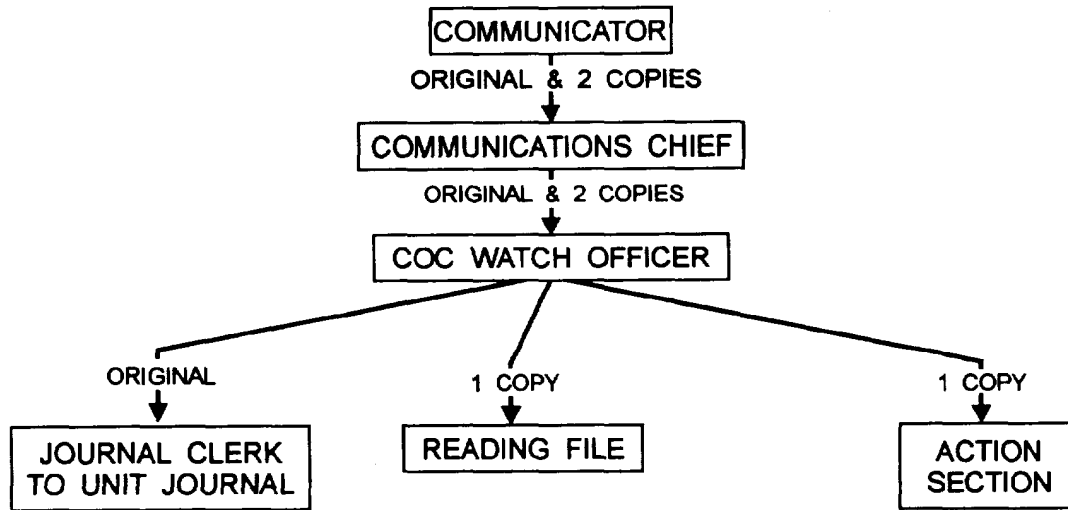 COMMUNICATOR
ORIGINAL & 2 COPIES
COMMUNICATIONS CHIEF
ORIGINAL & 2 COPIES
COC WATCH OFFICER
ORIGINAL
1 COPY
1 COPY
JOURNAL CLERK
TO UNIT JOURNAL
READING FILE
ACTION
SECTION